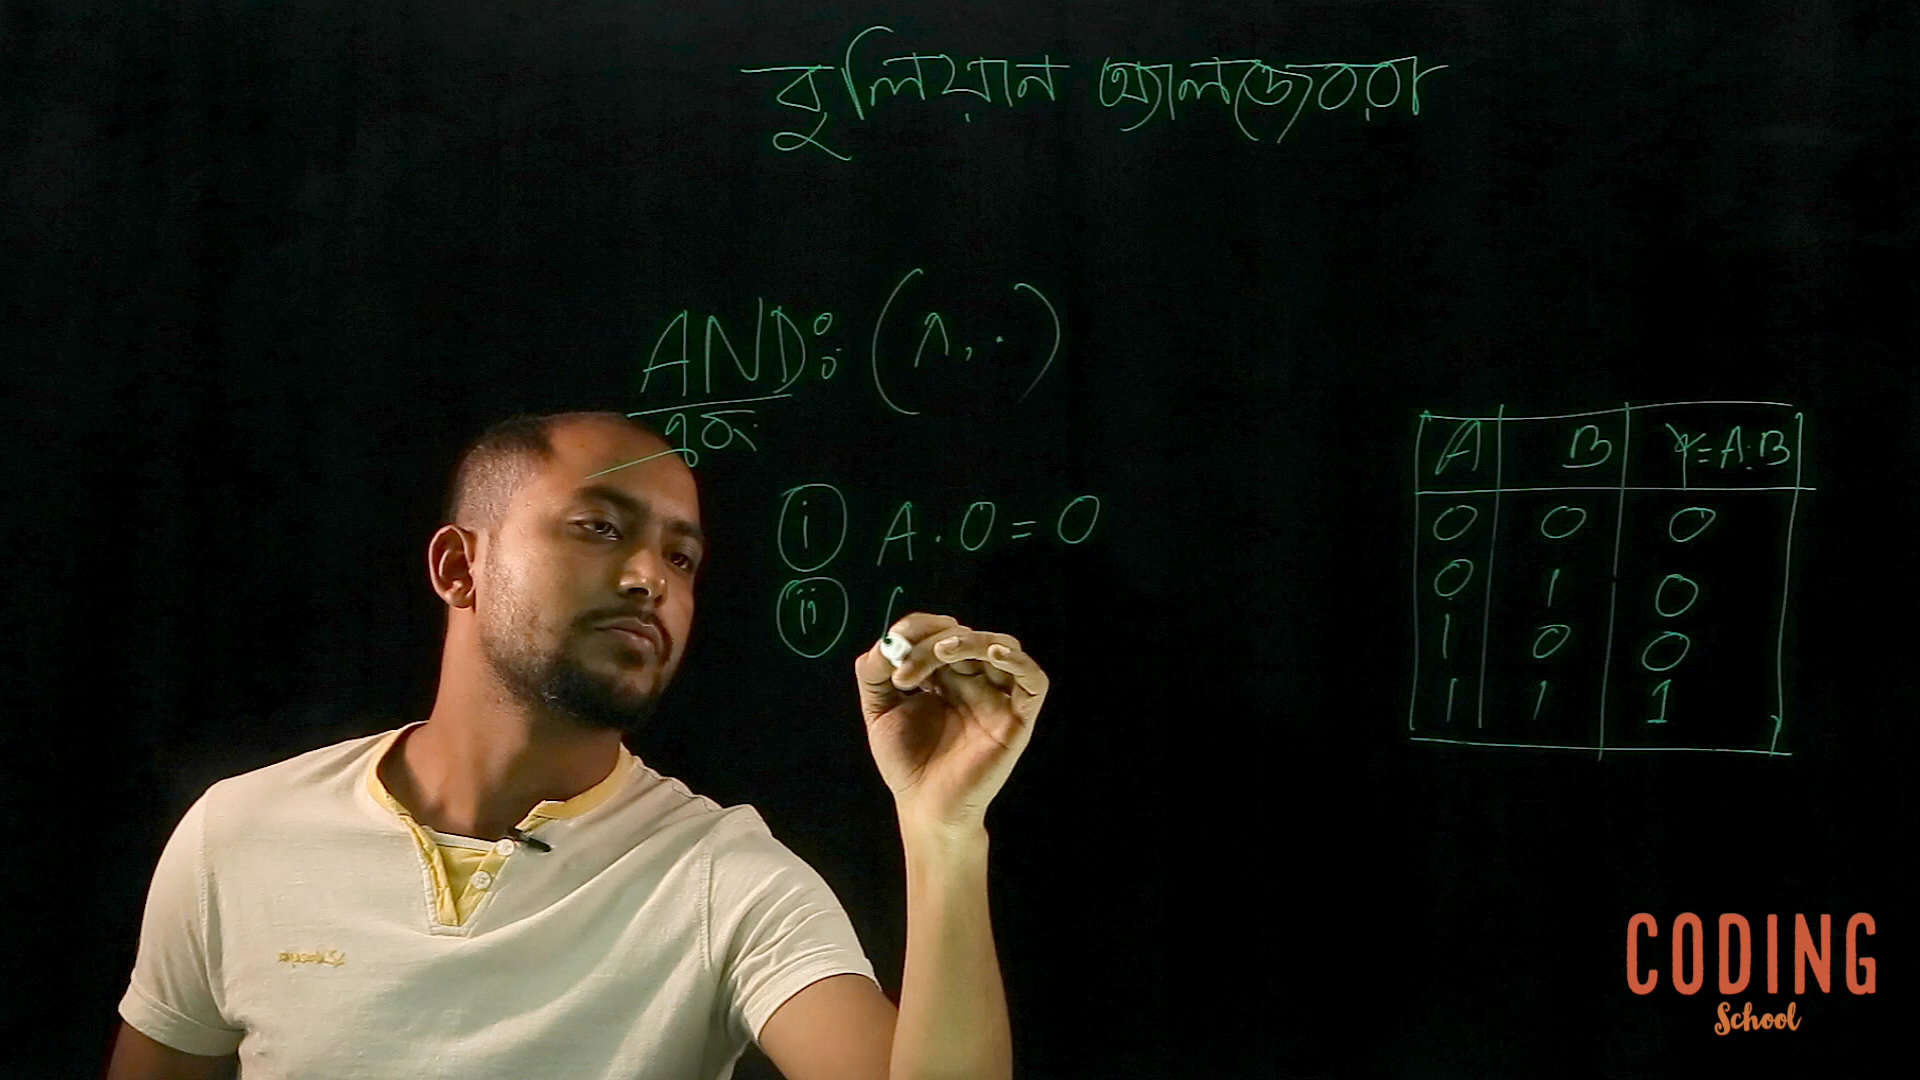 বুলিয়ান অ্যালজেবরা
AND: (∧, ·)
i A · 0 = 0
ii
A B Y = A.B
0 0 0
0 1 0
1 0 0
1 1 1
CODING
School